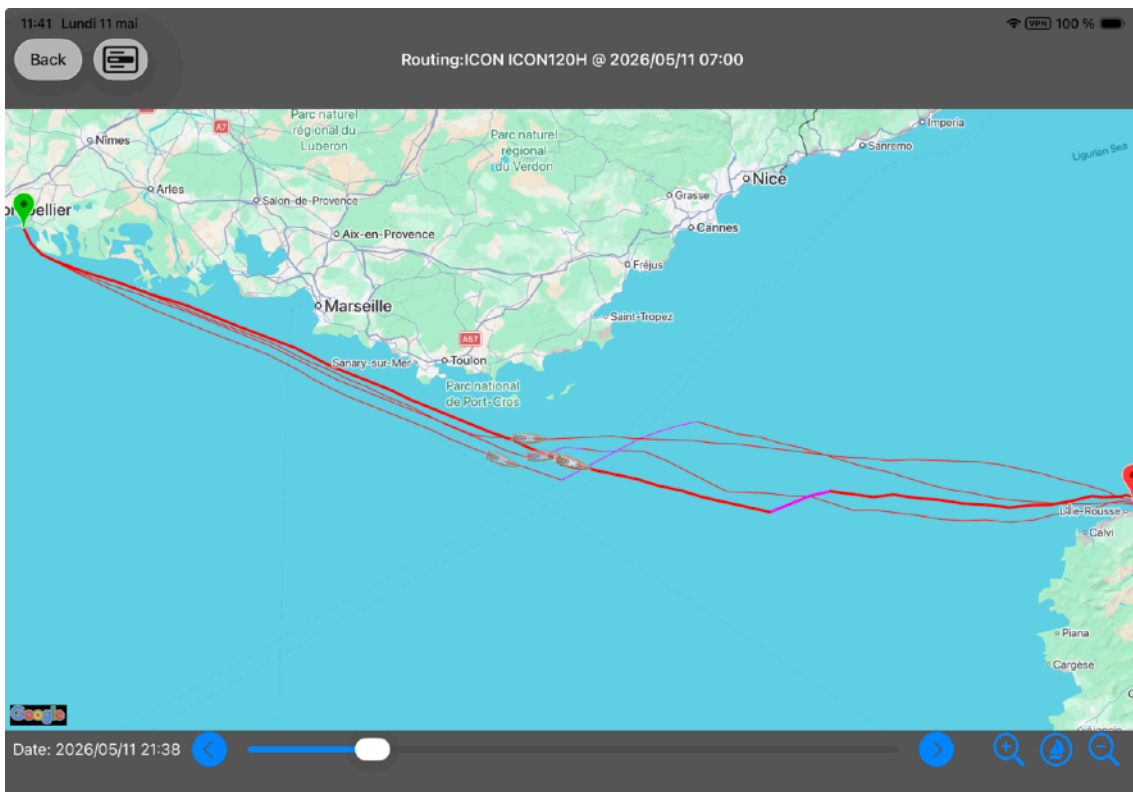 11:41 Lundi 11 mai
VPN 100 %
Back
Routing:ICON ICON120H @ 2026/05/11 07:00
Parc naturel
régional du
Luberon
A7
Nîmes
Parc naturel
régional
du Verdon
Imperia
Sanremo
Ligurian Sea
Arles
Salon-de-Provence
Grasse
Nice
Aix-en-Provence
Cannes
Fréjus
Marseille
Saint-Tropez
A57
Sanary-sur-Mer
Toulon
Parc national
de Port-Cros
L'Île-Rousse
Calvi
Piana
Cargèse
Google
Date: 2026/05/11 21:38